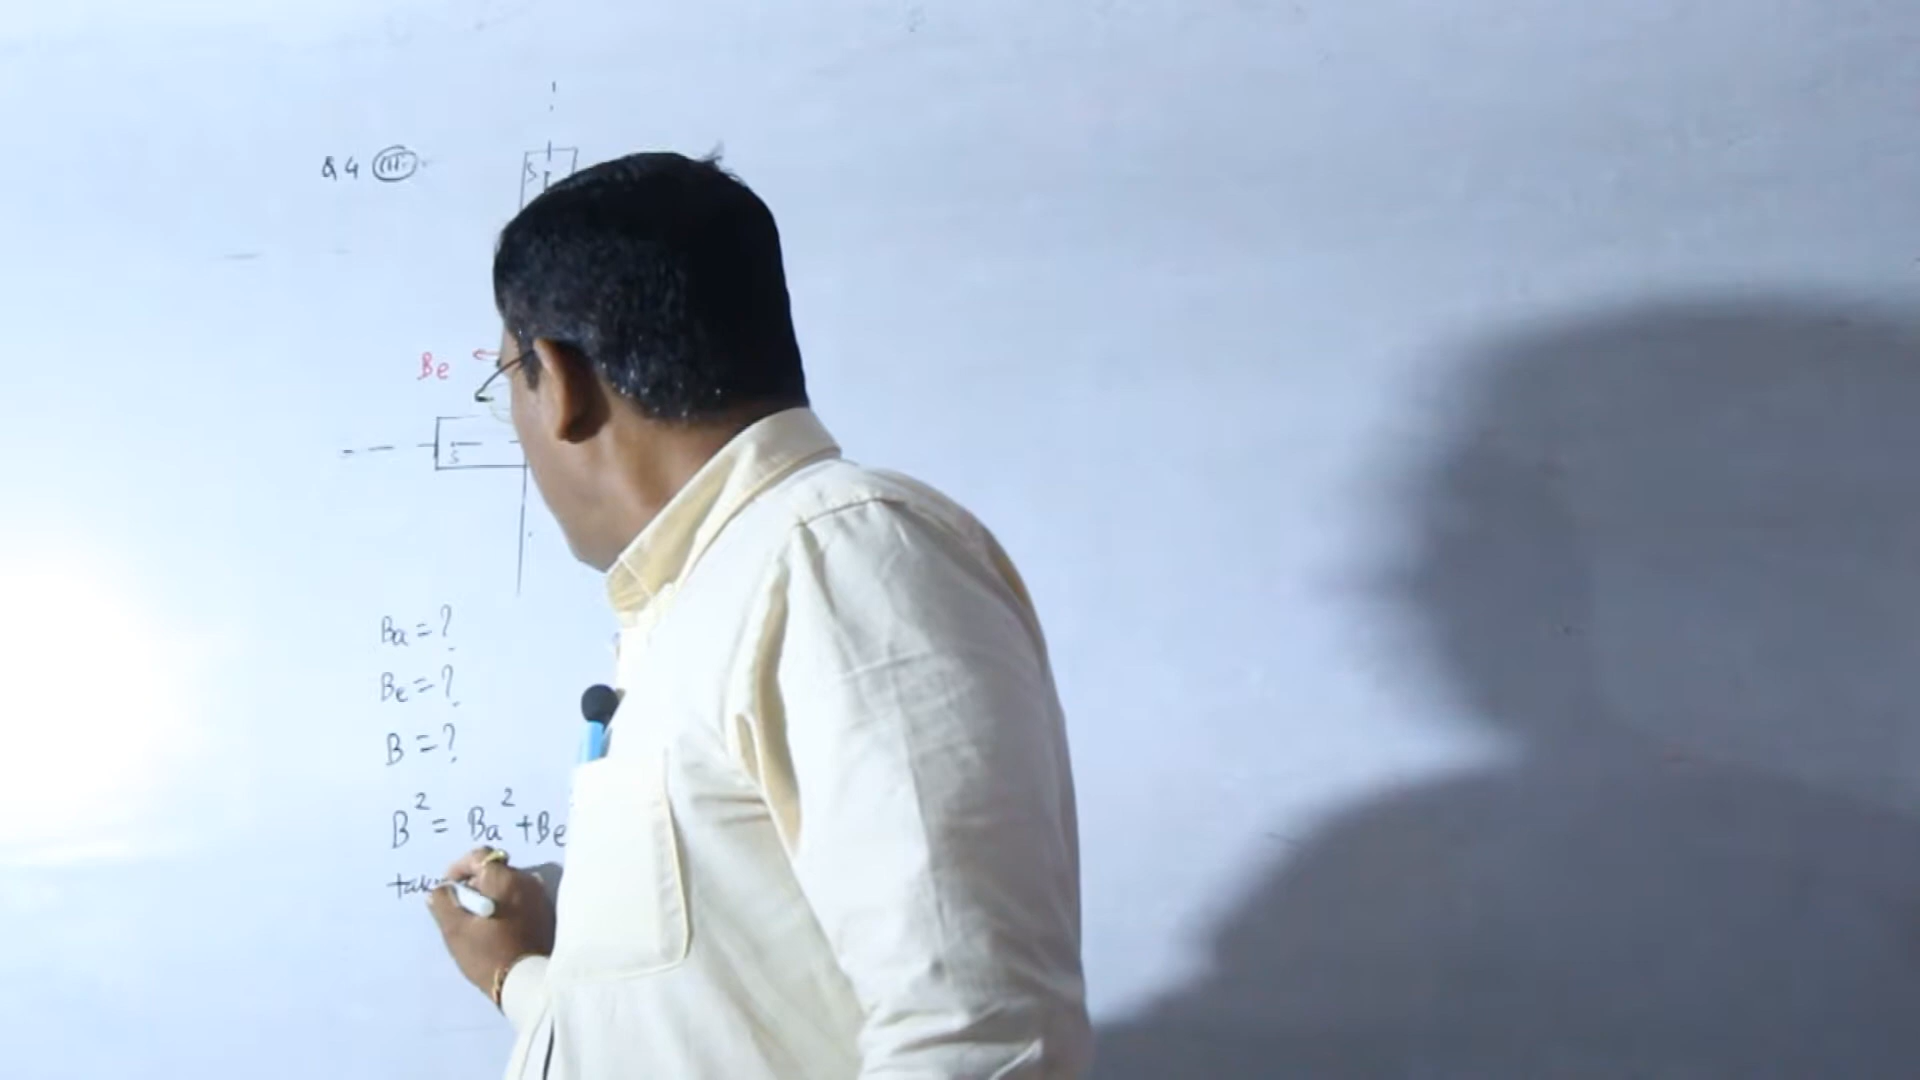 Q4 (iii)
S
Be
S
Ba = ?
Be = ?
B = ?
B² = Ba² + Be